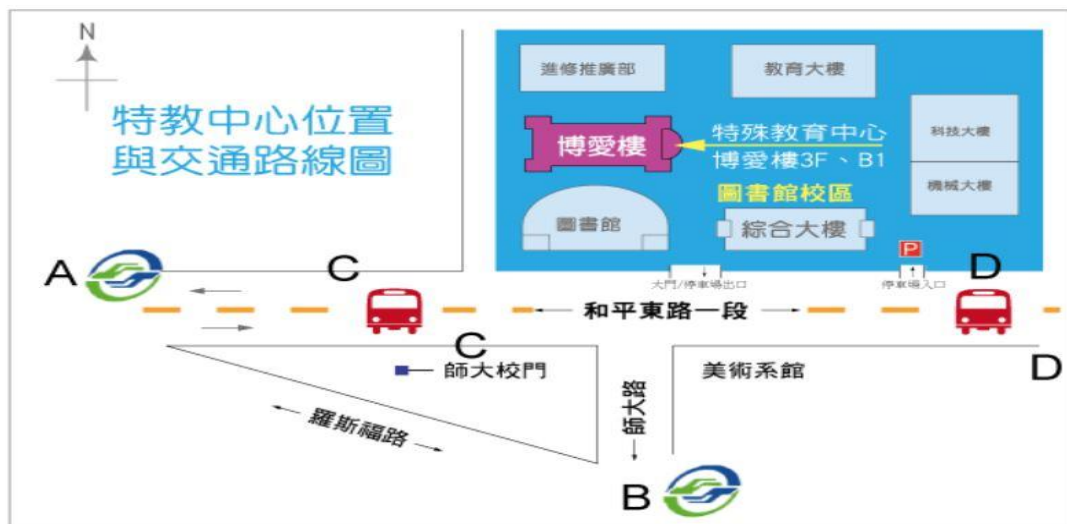 N
特教中心位置
與交通路線圖
進修推廣部
教育大樓
博愛樓
特殊教育中心
博愛樓3F、B1
科技大樓
機械大樓
圖書館校區
圖書館
綜合大樓
P
A
C
D
大門/停車場出口
停車場入口
和平東路一段
C
D
師大校門
美術系館
師大路
羅斯福路
B